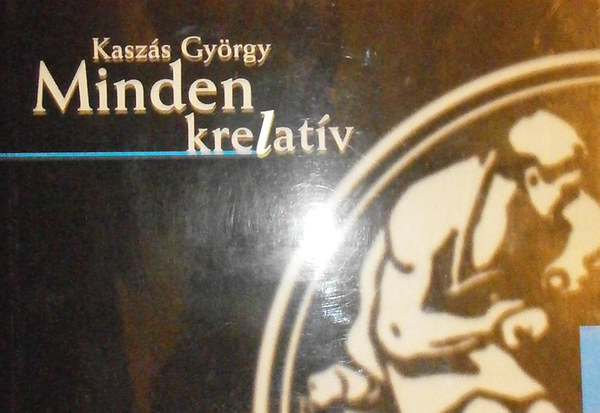 Kaszás György
Minden
krelatív